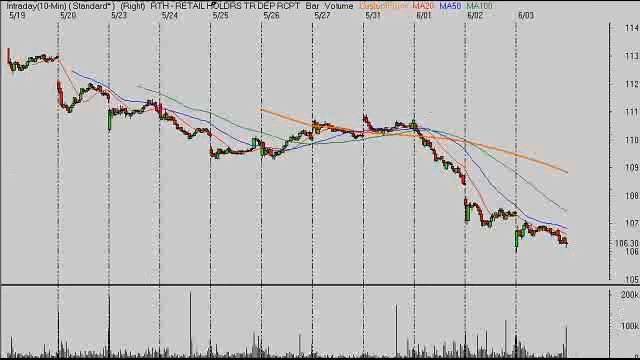 Intraday(10-Min) (Standard*) (Right) RTH - RETAIL HOLDRS TR DEP RCPT Bar Volume MA20 MA50 MA100
5/19 5/20 5/23 5/24 5/25 5/26 5/27 5/31 6/01 6/02 6/03
114
113
112
111
110
109
108
107
106.30
106
105
200k
100k